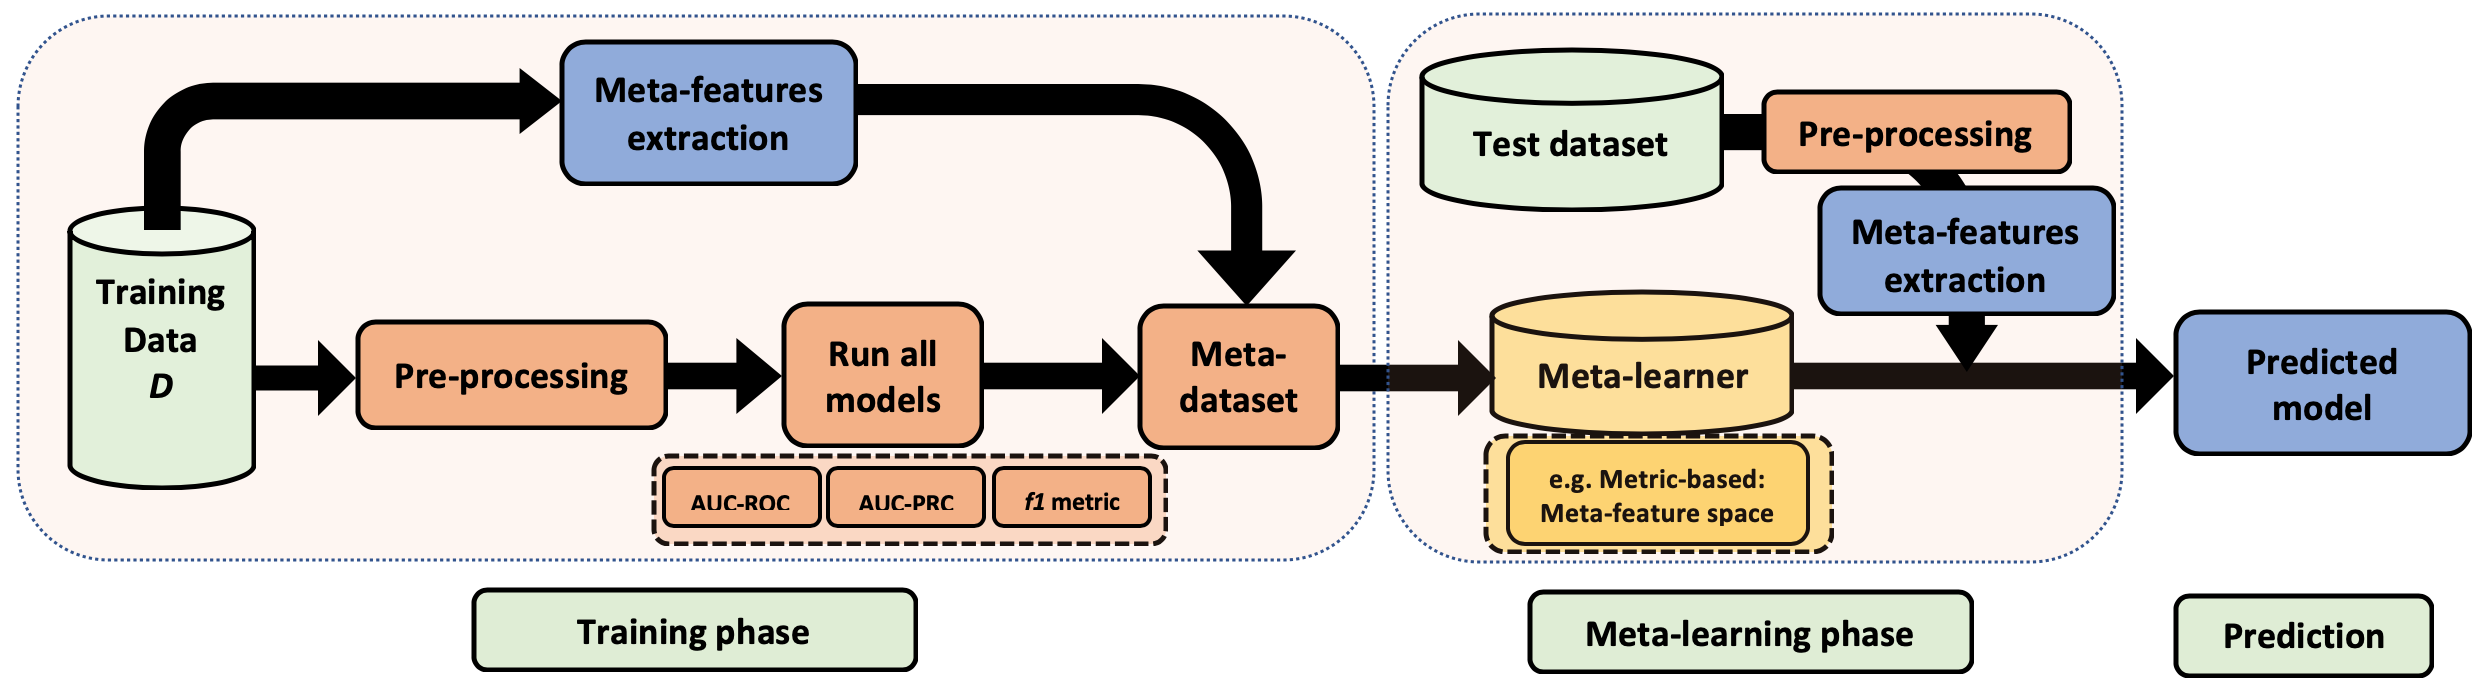 Meta-features
extraction
Training
Data
D
Pre-processing
Run all
models
Meta-
dataset
AUC-ROC
AUC-PRC
f1 metric
Training phase
Test dataset
Pre-processing
Meta-features
extraction
Meta-learner
e.g. Metric-based:
Meta-feature space
Meta-learning phase
Predicted
model
Prediction